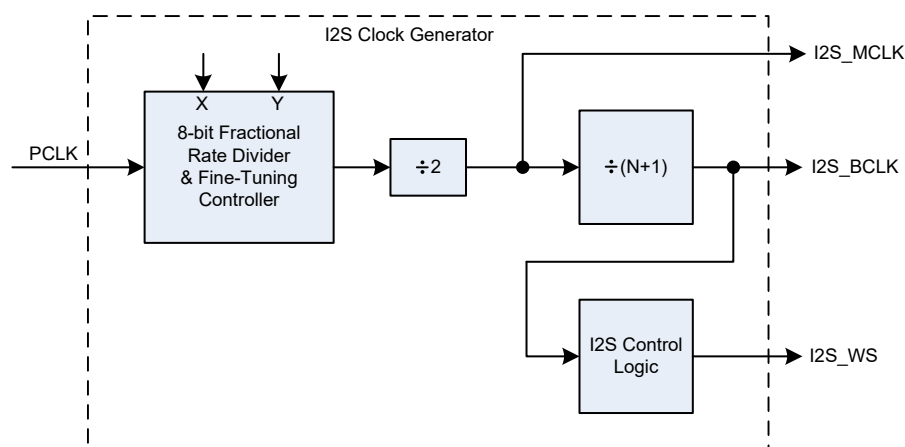 I2S Clock Generator
I2S_MCLK
X Y
8-bit Fractional
Rate Divider
& Fine-Tuning
Controller
PCLK
÷2
÷(N+1)
I2S_BCLK
I2S Control
Logic
I2S_WS